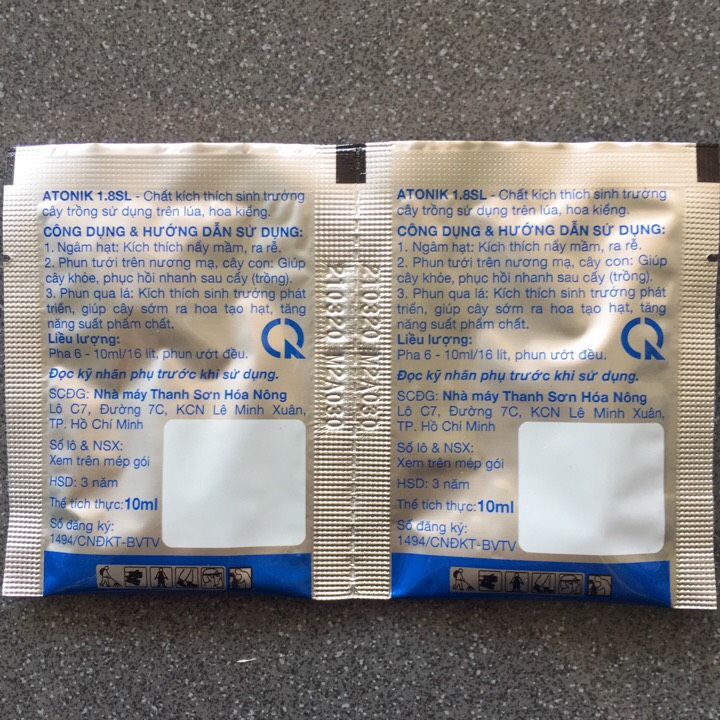 ATONIK 1.8SL - Chất kích thích sinh trưởng
cây trồng sử dụng trên lúa, hoa kiểng.
CÔNG DỤNG & HƯỚNG DẪN SỬ DỤNG:
1. Ngâm hạt: Kích thích nẩy mầm, ra rễ.
2. Phun tưới trên nương mạ, cây con: Giúp
cây khỏe, phục hồi nhanh sau cấy (trồng).
3. Phun qua lá: Kích thích sinh trưởng phát
triển, giúp cây sớm ra hoa tạo hạt, tăng
năng suất phẩm chất.
Liều lượng:
Pha 6 - 10ml/16 lít, phun ướt đều.
Đọc kỹ nhãn phụ trước khi sử dụng.
SCĐG: Nhà máy Thanh Sơn Hóa Nông
Lô C7, Đường 7C, KCN Lê Minh Xuân,
TP. Hồ Chí Minh
Số lô & NSX:
Xem trên mép gói
HSD: 3 năm
Thể tích thực: 10ml
Số đăng ký:
1494/CNĐKT-BVTV
210320 112A030
ATONIK 1.8SL - Chất kích thích sinh trưởng
cây trồng sử dụng trên lúa, hoa kiểng.
CÔNG DỤNG & HƯỚNG DẪN SỬ DỤNG:
1. Ngâm hạt: Kích thích nẩy mầm, ra rễ.
2. Phun tưới trên nương mạ, cây con: Giúp
cây khỏe, phục hồi nhanh sau cấy (trồng).
3. Phun qua lá: Kích thích sinh trưởng phát
triển, giúp cây sớm ra hoa tạo hạt, tăng
năng suất phẩm chất.
Liều lượng:
Pha 6 - 10ml/16 lít, phun ướt đều.
Đọc kỹ nhãn phụ trước khi sử dụng.
SCĐG: Nhà máy Thanh Sơn Hóa Nông
Lô C7, Đường 7C, KCN Lê Minh Xuân,
TP. Hồ Chí Minh
Số lô & NSX:
Xem trên mép gói
HSD: 3 năm
Thể tích thực: 10ml
Số đăng ký:
1494/CNĐKT-BVTV
210320 112A030